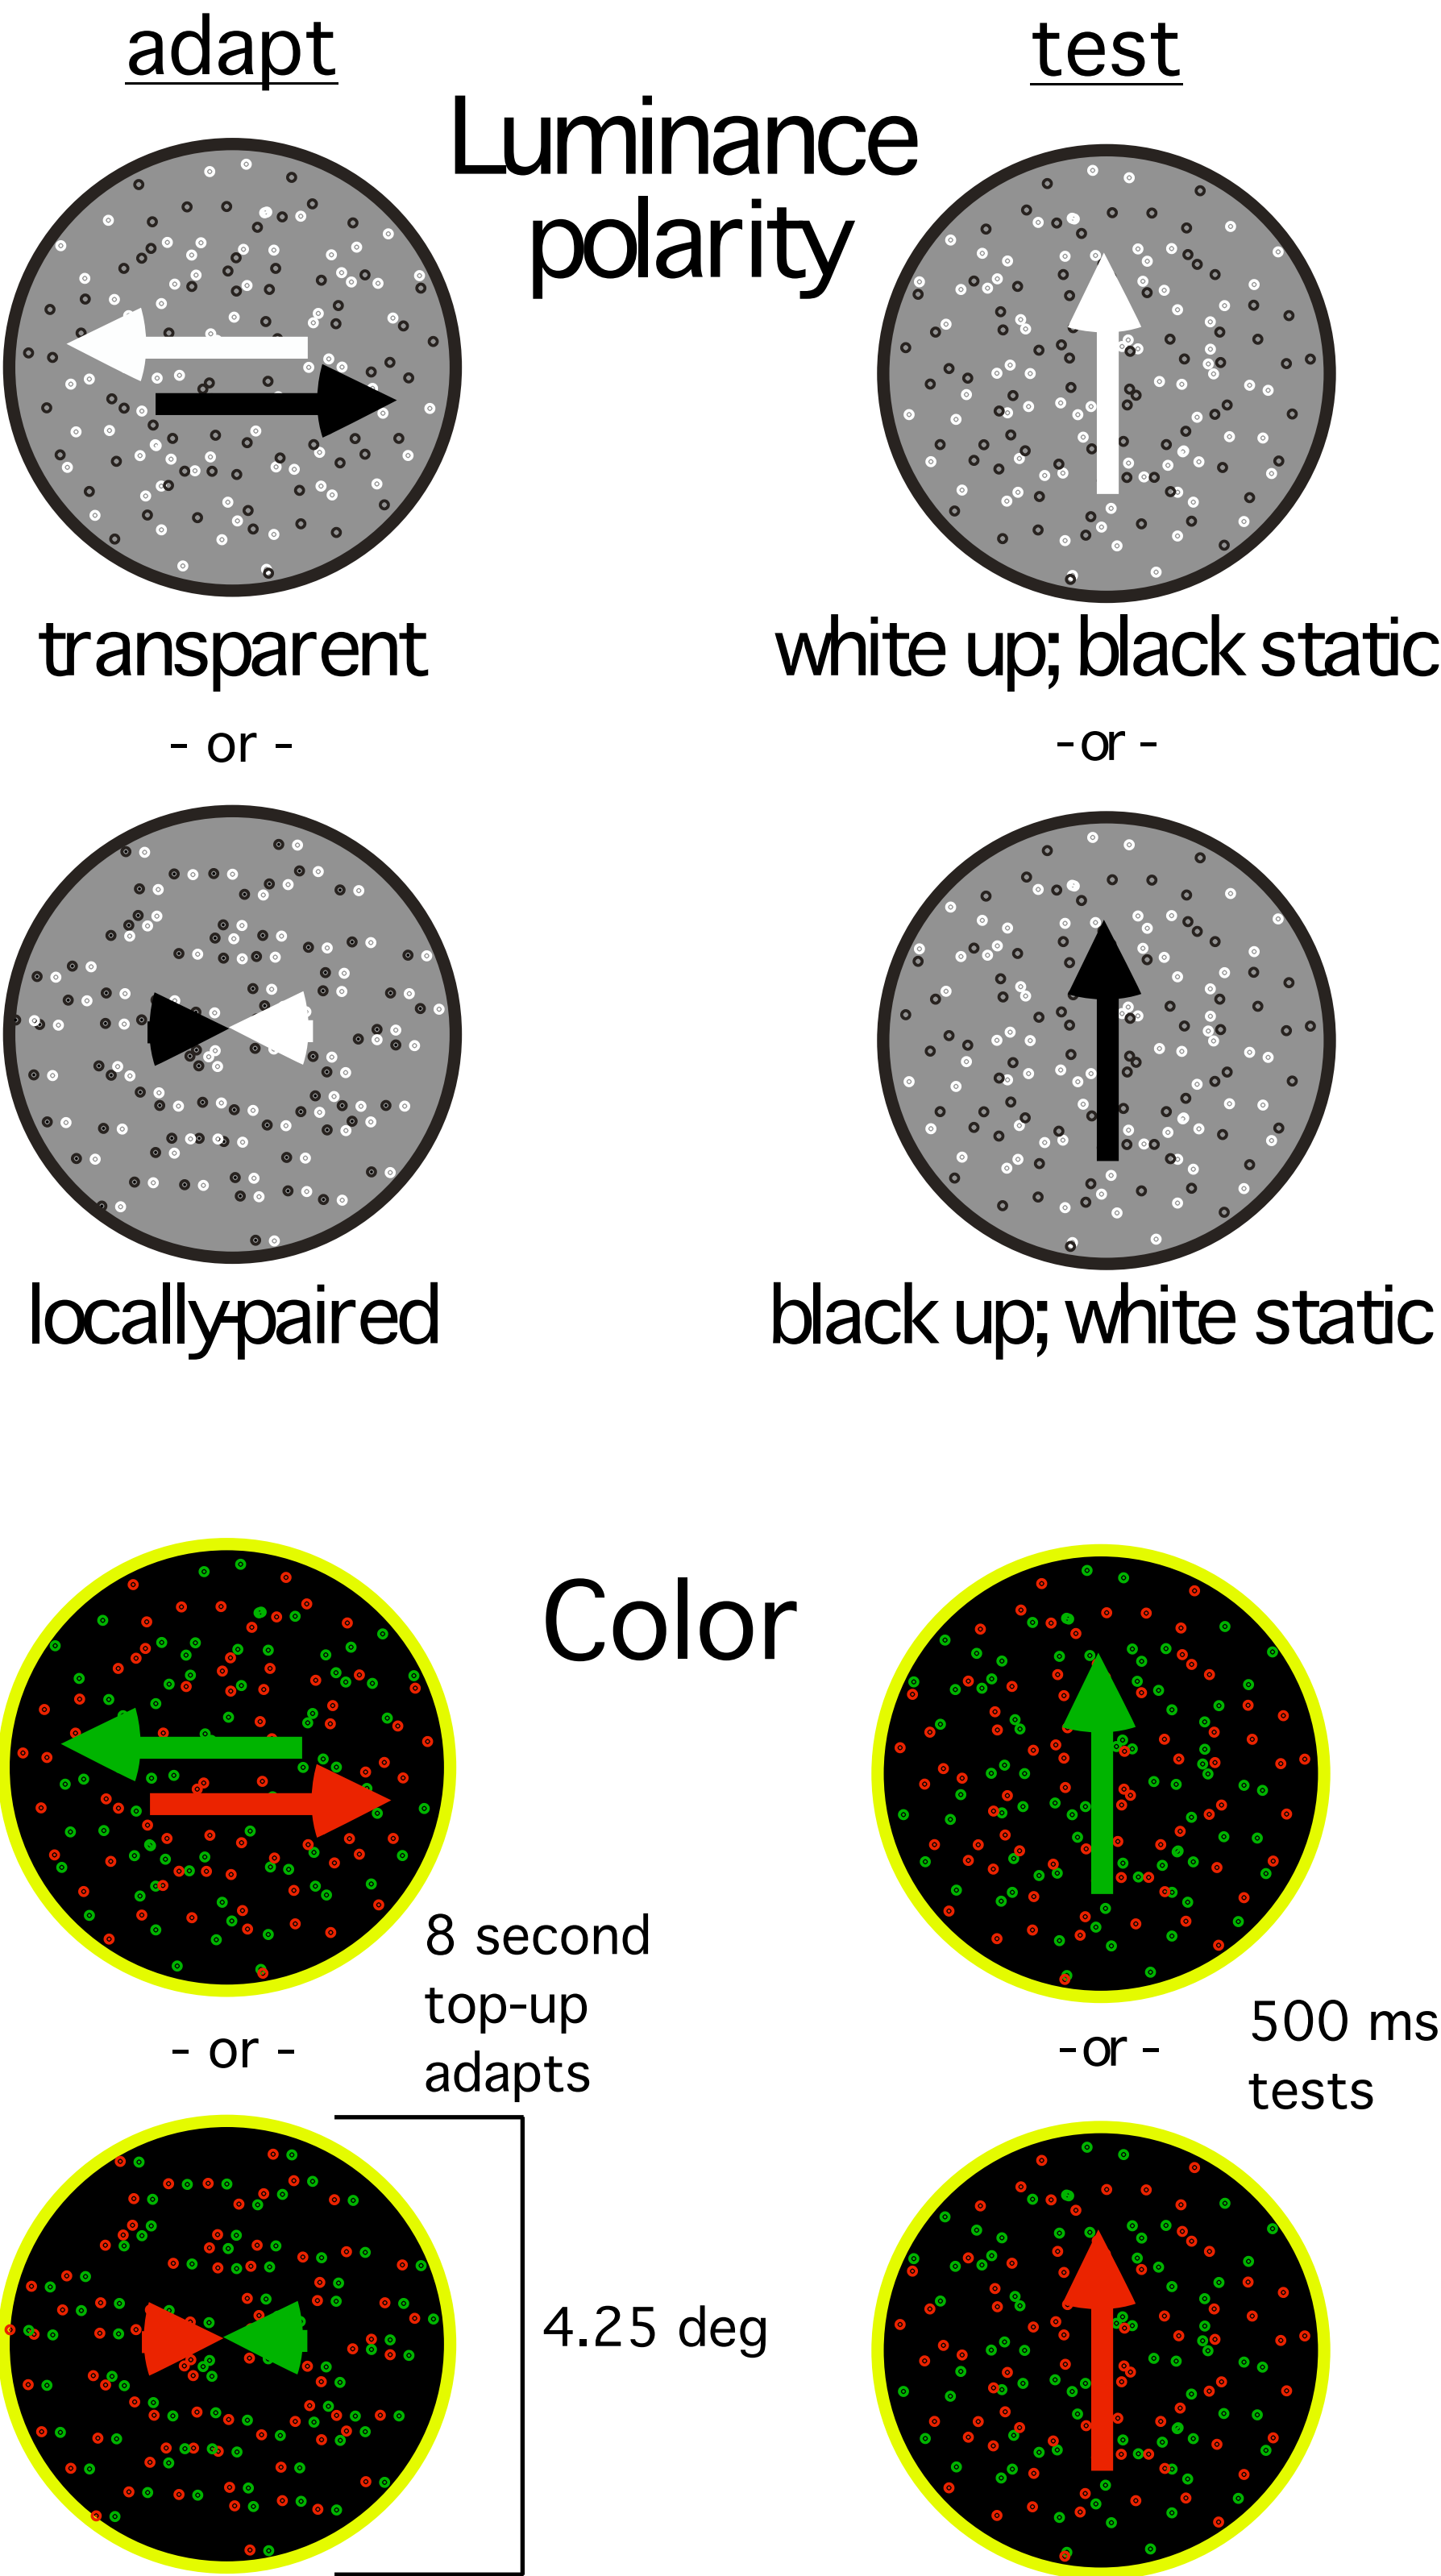 adapt
test
Luminance
polarity
transparent
white up; black static
- or -
-or -
locally-paired
black up; white static
Color
8 second
top-up
adapts
500 ms
tests
- or -
-or -
4.25 deg